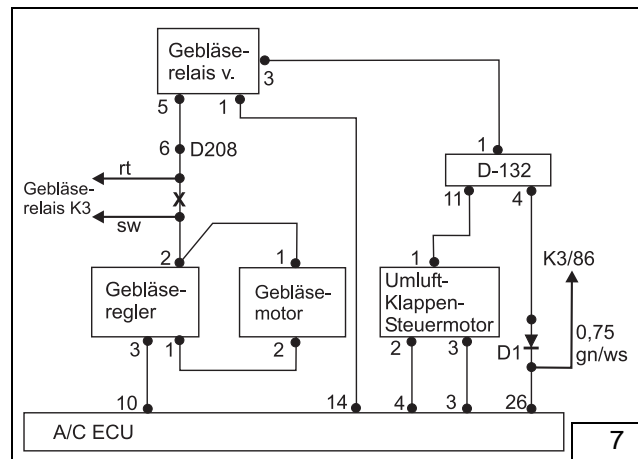 Gebläse-
relais v.
3
5
1
1
6
D208
rt
D-132
Gebläse-
relais K3
X
11
4
sw
K3/86
2
1
1
Gebläse-
regler
Gebläse-
motor
Umluft-
Klappen-
Steuermotor
0,75
gn/ws
D1
3
1
2
2
3
10
14
4
3
26
A/C ECU
7